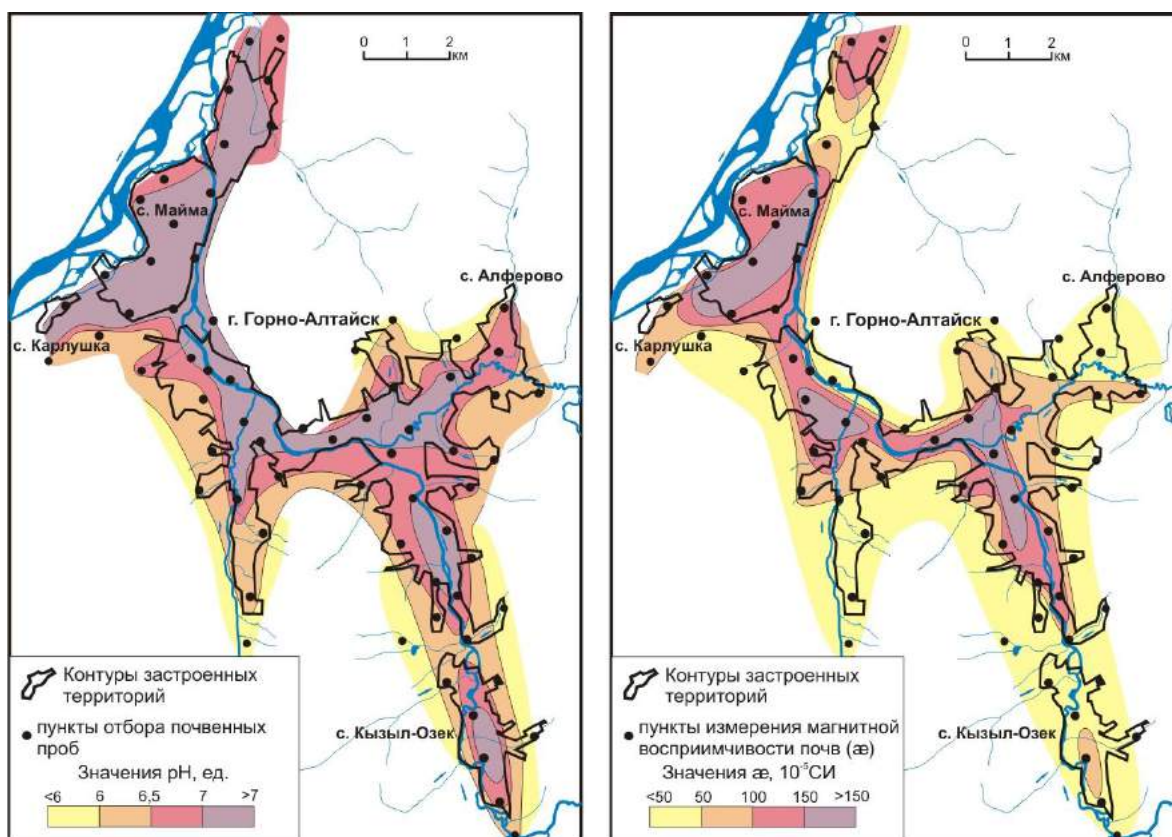 0 1 2
км
с. Майма
с. Алферово
г. Горно-Алтайск
с. Карлушка
с. Кызыл-Озек
Контуры застроенных
территорий
пункты отбора почвенных
проб
Значения pH, ед.
<6 6 6,5 7 >7
0 1 2
км
с. Майма
с. Алферово
г. Горно-Алтайск
с. Карлушка
с. Кызыл-Озек
Контуры застроенных
территорий
пункты измерения магнитной
восприимчивости почв (æ)
Значения æ, 10⁻⁵СИ
<50 50 100 150 >150